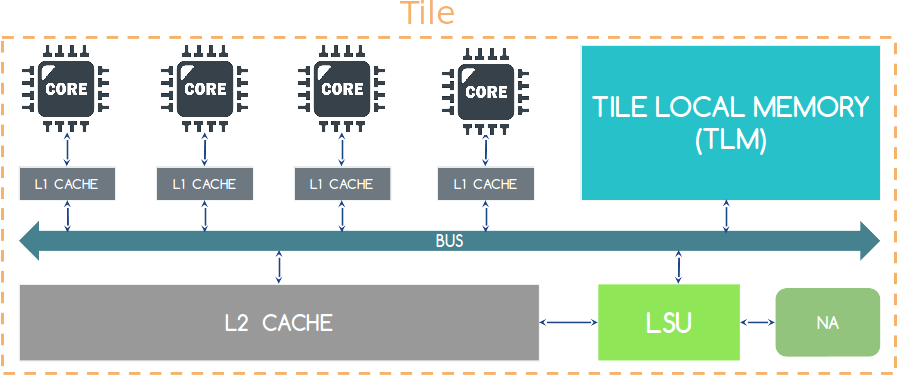 Tile
CORE
CORE
CORE
CORE
TILE LOCAL MEMORY
(TLM)
L1 CACHE
L1 CACHE
L1 CACHE
L1 CACHE
BUS
L2 CACHE
LSU
NA